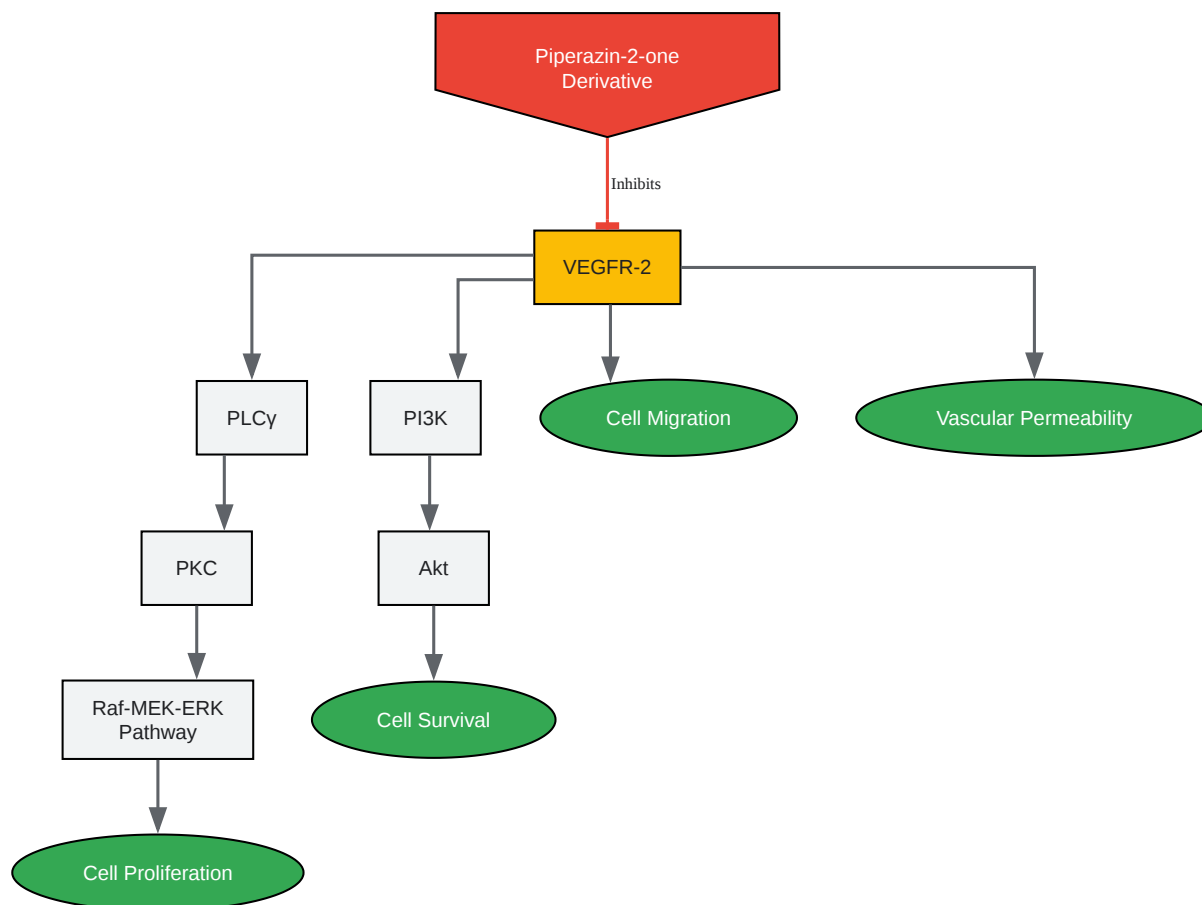 Piperazin-2-one
Derivative
Inhibits
VEGFR-2
PLCγ
PI3K
Cell Migration
Vascular Permeability
PKC
Akt
Raf-MEK-ERK
Pathway
Cell Survival
Cell Proliferation